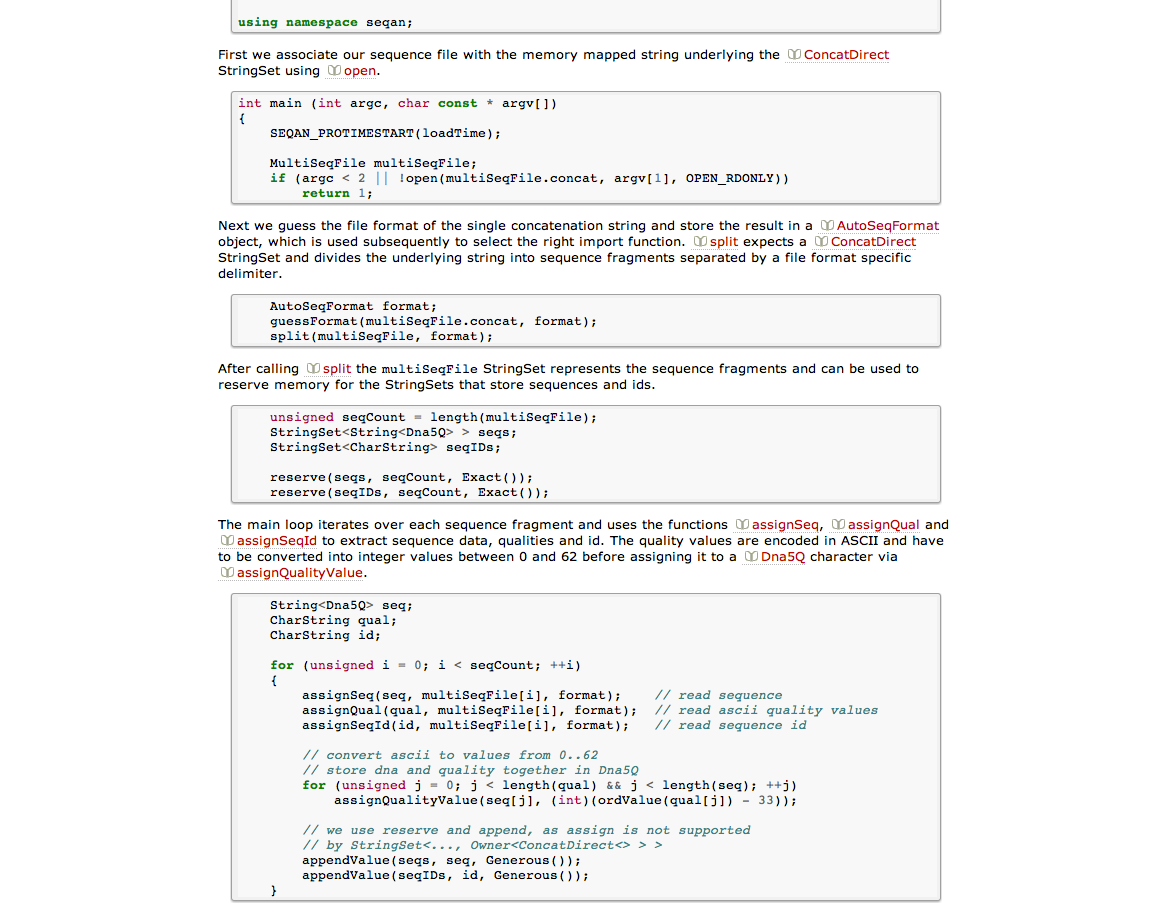 using namespace seqan;
First we associate our sequence file with the memory mapped string underlying the ConcatDirect
StringSet using open.
int main (int argc, char const * argv[])
{
    SEQAN_PROTIMESTART(loadTime);
    MultiSeqFile multiSeqFile;
    if (argc < 2 || !open(multiSeqFile.concat, argv[1], OPEN_RDONLY))
        return 1;
Next we guess the file format of the single concatenation string and store the result in a AutoSeqFormat
object, which is used subsequently to select the right import function. split expects a ConcatDirect
StringSet and divides the underlying string into sequence fragments separated by a file format specific
delimiter.
    AutoSeqFormat format;
    guessFormat(multiSeqFile.concat, format);
    split(multiSeqFile, format);
After calling split the multiSeqFile StringSet represents the sequence fragments and can be used to
reserve memory for the StringSets that store sequences and ids.
    unsigned seqCount = length(multiSeqFile);
    StringSet<String<Dna5Q> > seqs;
    StringSet<CharString> seqIDs;
    reserve(seqs, seqCount, Exact());
    reserve(seqIDs, seqCount, Exact());
The main loop iterates over each sequence fragment and uses the functions assignSeq, assignQual and
assignSeqId to extract sequence data, qualities and id. The quality values are encoded in ASCII and have
to be converted into integer values between 0 and 62 before assigning it to a Dna5Q character via
assignQualityValue.
    String<Dna5Q> seq;
    CharString qual;
    CharString id;
    for (unsigned i = 0; i < seqCount; ++i)
    {
        assignSeq(seq, multiSeqFile[i], format);    // read sequence
        assignQual(qual, multiSeqFile[i], format);  // read ascii quality values
        assignSeqId(id, multiSeqFile[i], format);   // read sequence id
        // convert ascii to values from 0..62
        // store dna and quality together in Dna5Q
        for (unsigned j = 0; j < length(qual) && j < length(seq); ++j)
            assignQualityValue(seq[j], (int)(ordValue(qual[j]) - 33));
        // we use reserve and append, as assign is not supported
        // by StringSet<..., Owner<ConcatDirect<> > >
        appendValue(seqs, seq, Generous());
        appendValue(seqIDs, id, Generous());
    }